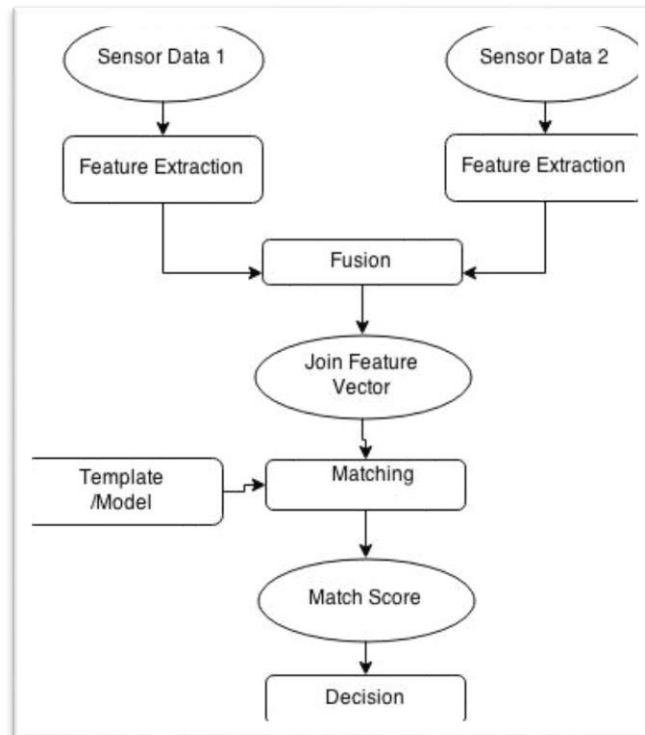 Sensor Data 1
Sensor Data 2
Feature Extraction
Feature Extraction
Fusion
Join Feature
Vector
Template
/Model
Matching
Match Score
Decision